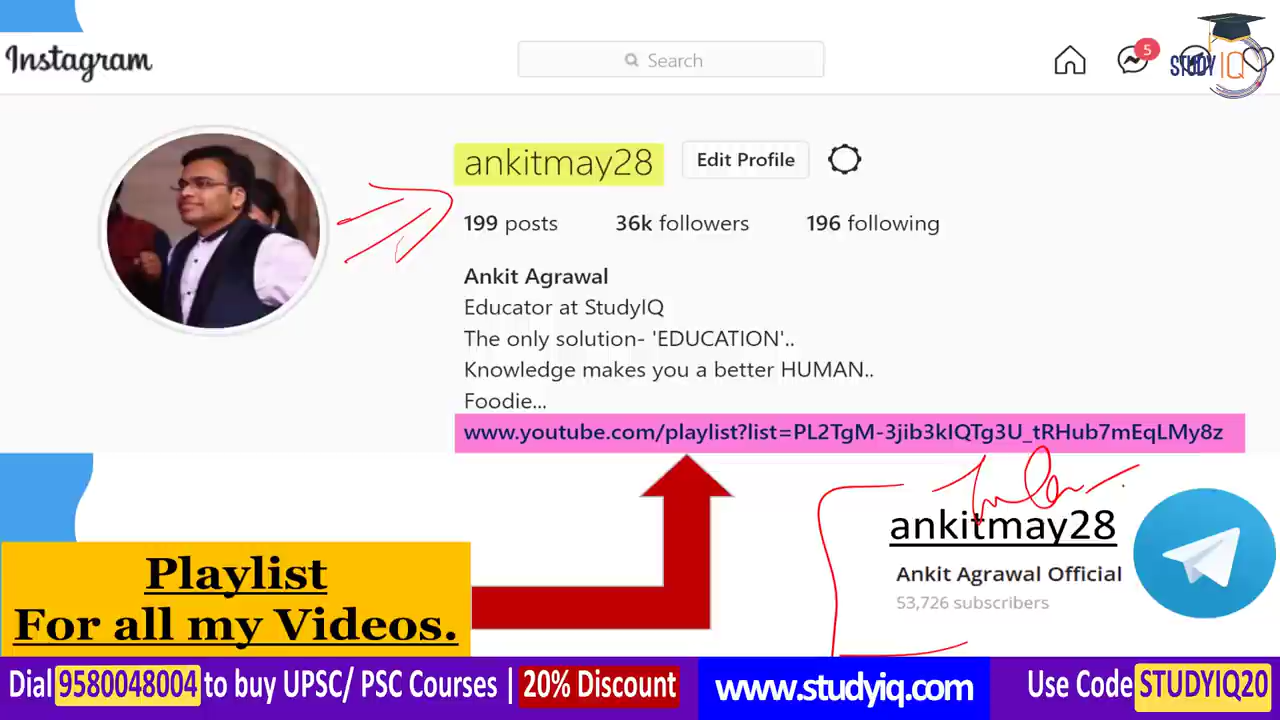 Instagram
Search
5
STUDY IQ
ankitmay28
Edit Profile
199 posts 36k followers 196 following
Ankit Agrawal
Educator at StudyIQ
The only solution- 'EDUCATION'..
Knowledge makes you a better HUMAN..
Foodie...
www.youtube.com/playlist?list=PL2TgM-3jib3kIQTg3U_tRHub7mEqLMy8z
ankitmay28
Ankit Agrawal Official
53,726 subscribers
Playlist
For all my Videos.
Dial 9580048004 to buy UPSC/ PSC Courses | 20% Discount
www.studyiq.com
Use Code STUDYIQ20